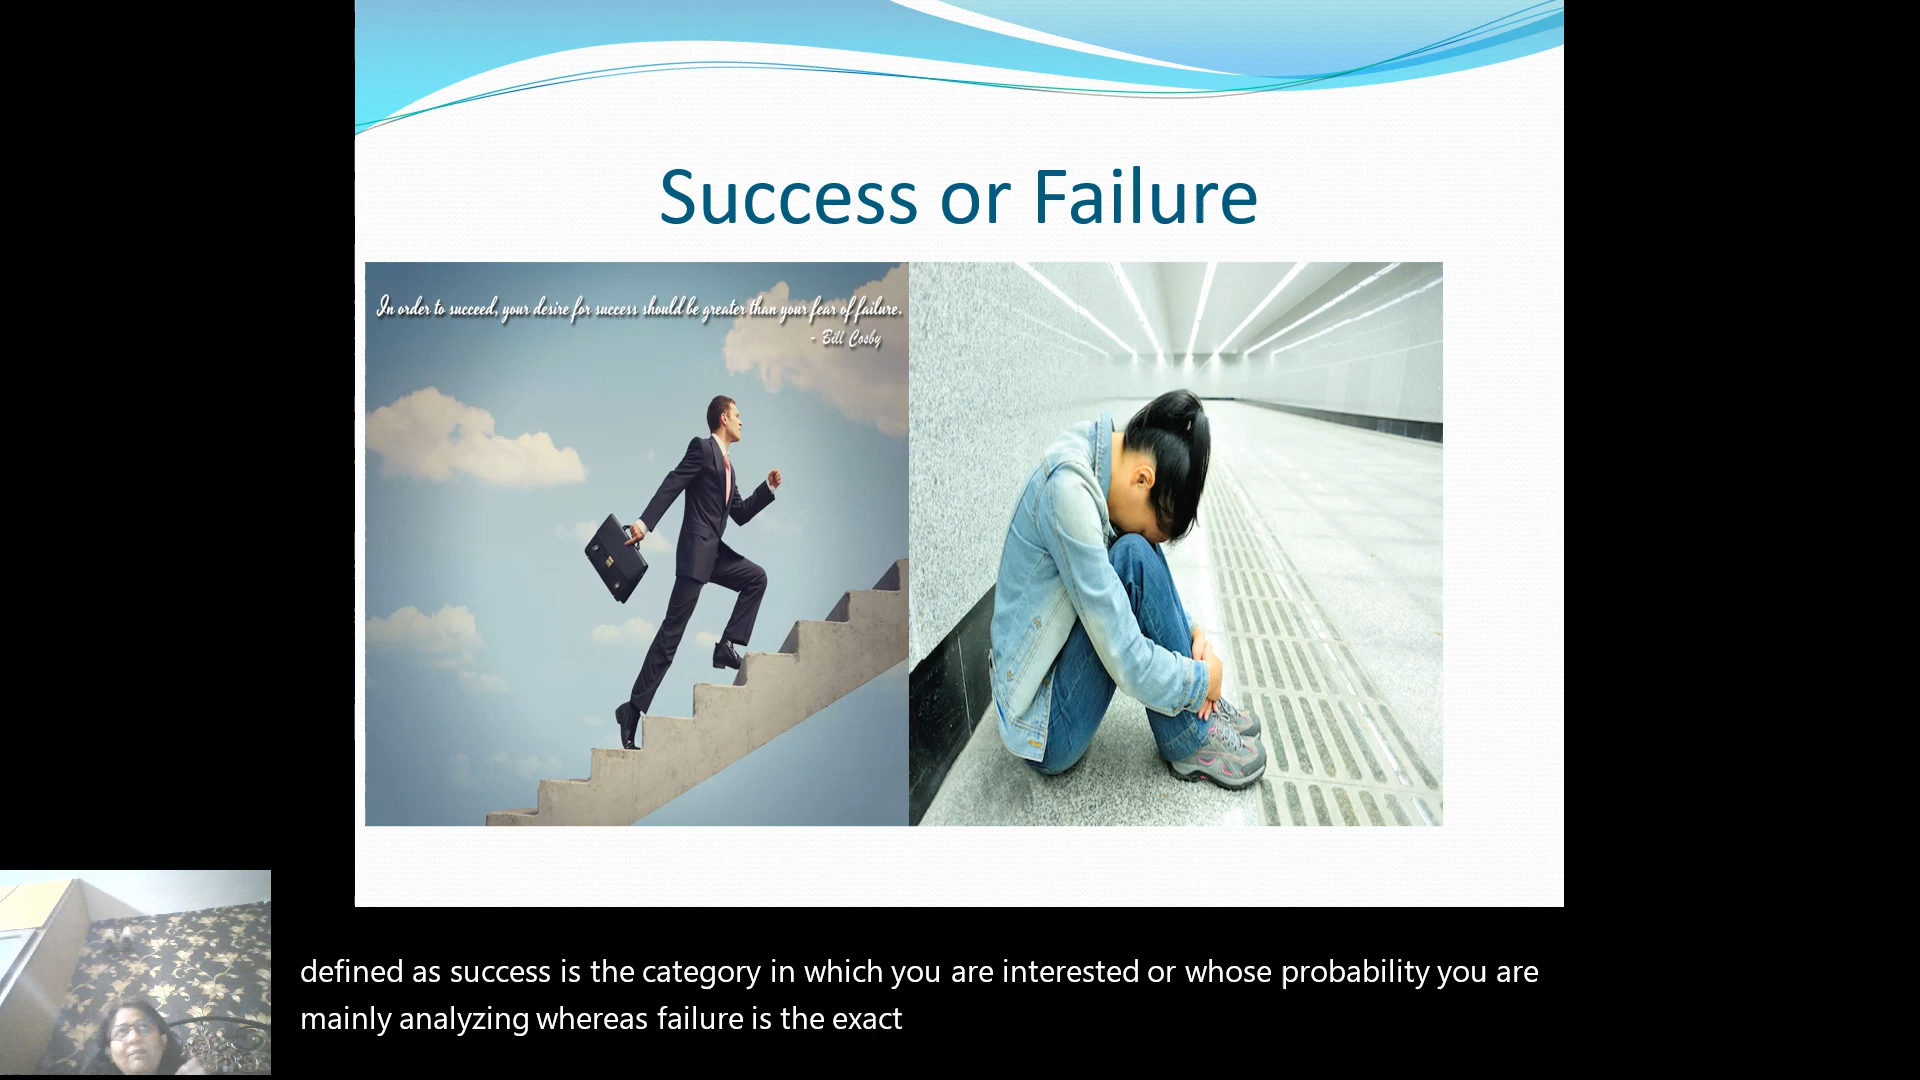 Success or Failure
In order to succeed, your desire for success should be greater than your fear of failure.
- Bill Cosby
defined as success is the category in which you are interested or whose probability you are
mainly analyzing whereas failure is the exact